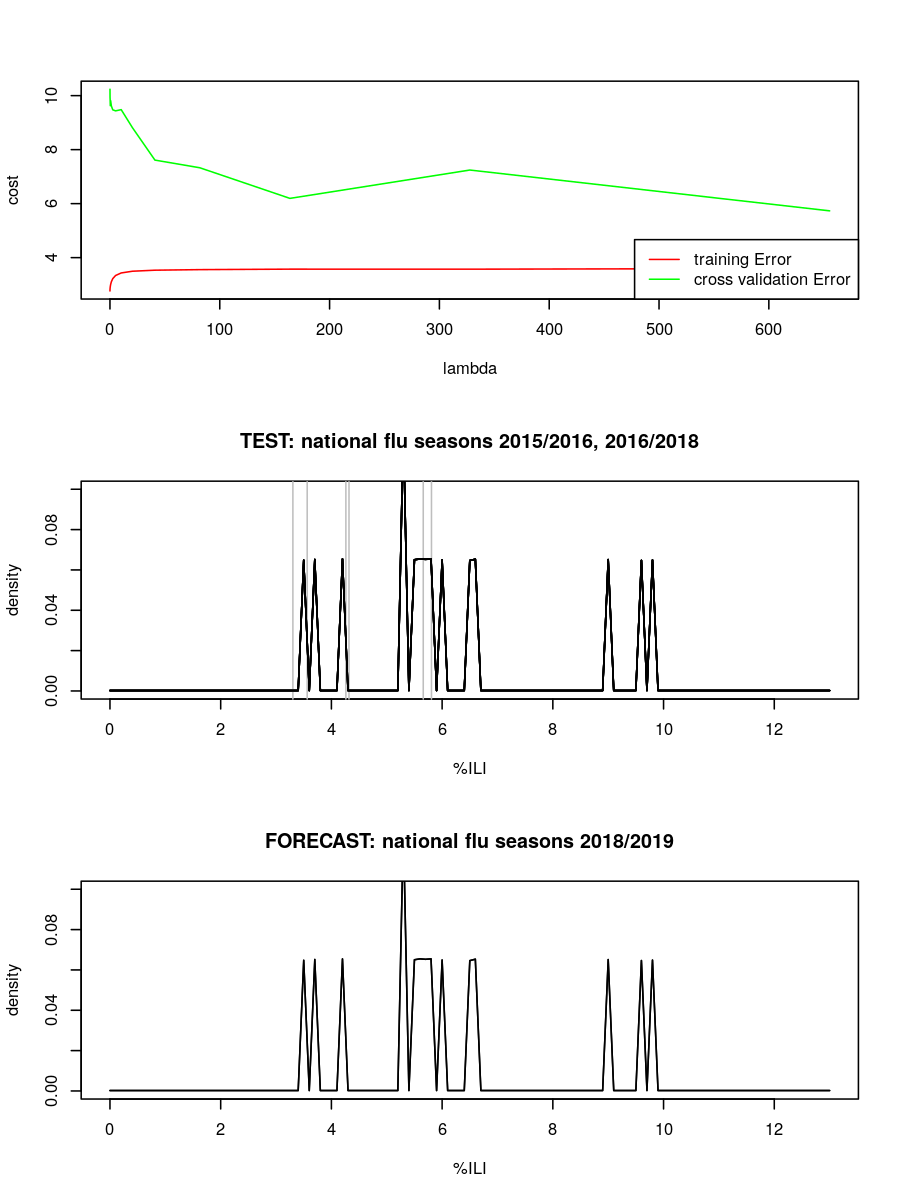 10
8
6
4
cost
training Error
cross validation Error
0 100 200 300 400 500 600
lambda
TEST: national flu seasons 2015/2016, 2016/2018
0.08
0.04
0.00
density
0 2 4 6 8 10 12
%ILI
FORECAST: national flu seasons 2018/2019
0.08
0.04
0.00
density
0 2 4 6 8 10 12
%ILI